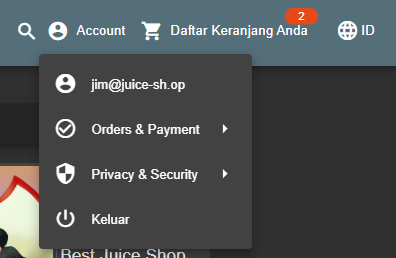 Account Daftar Keranjang Anda 2 ID
jim@juice-sh.op
Orders & Payment
Privacy & Security
Keluar
Best Juice Shop